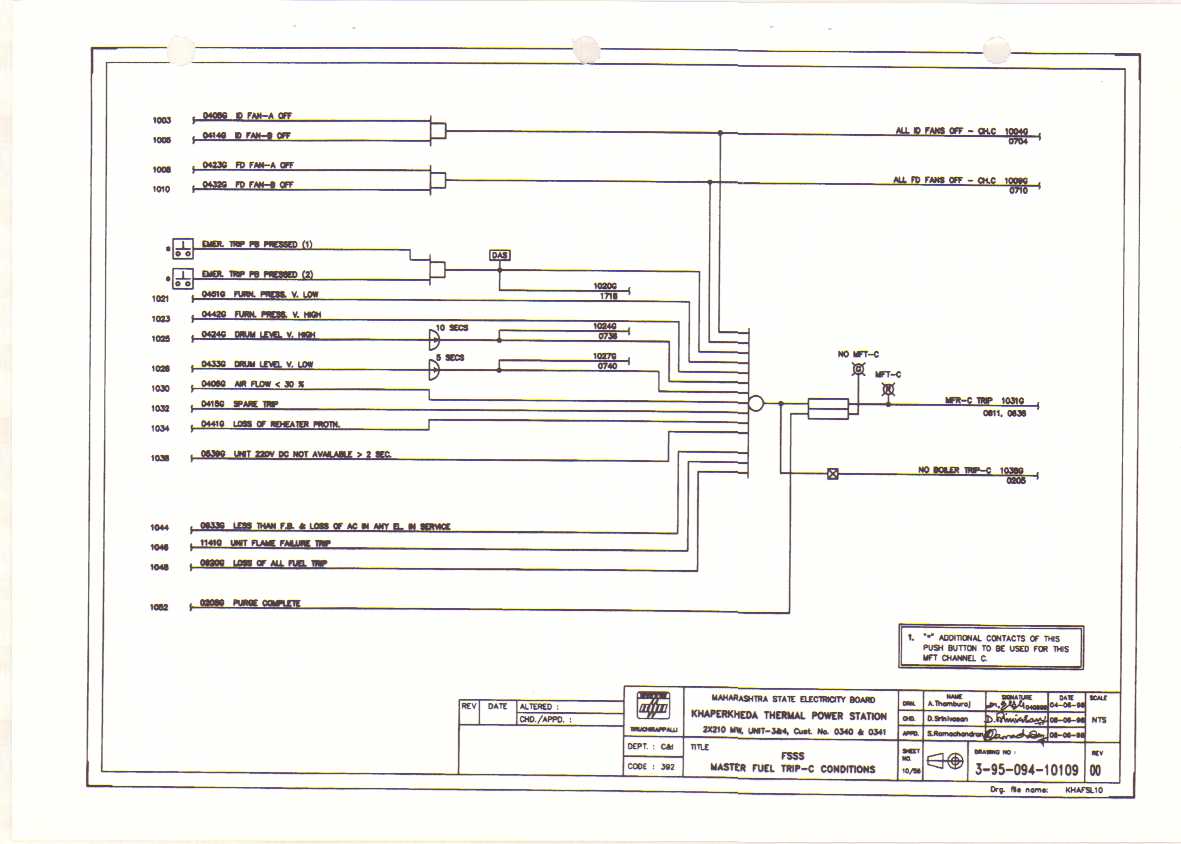 1003 0405G ID FAN-A OFF
1005 0414G ID FAN-B OFF
ALL ID FANS OFF - CH.C 1004G
0704
1008 0423G FD FAN-A OFF
1010 0432G FD FAN-B OFF
ALL FD FANS OFF - CH.C 1009G
0710
* EMER. TRIP PB PRESSED (1)
DAS
* EMER. TRIP PB PRESSED (2)
1020G
1718
1021 0451G FURN. PRESS. V. LOW
1023 0442G FURN. PRESS. V. HIGH
1025 0424G DRUM LEVEL V. HIGH
10 SECS
1024G
0738
1028 0433G DRUM LEVEL V. LOW
5 SECS
1027G
0740
NO MFT-C
G
MFT-C
R
1030 0406G AIR FLOW < 30 %
1032 0415G SPARE TRIP
1034 0441G LOSS OF REHEATER PROTN.
MFR-C TRIP 1031G
0811, 0636
1038 0539G UNIT 220V DC NOT AVAILABLE > 2 SEC.
NO BOILER TRIP-C 1038G
0205
1044 0933G LESS THAN F.B. & LOSS OF AC IN ANY EL. IN SERVICE
1046 1141G UNIT FLAME FAILURE TRIP
1048 0920G LOSS OF ALL FUEL TRIP
1052 0208G PURGE COMPLETE
1. "*" ADDITIONAL CONTACTS OF THIS
PUSH BUTTON TO BE USED FOR THIS
MFT CHANNEL C.
REV DATE ALTERED :
CHD./APPD. :
TIRUCHIRAPPALLI
DEPT. : C&I
CODE : 392
MAHARASHTRA STATE ELECTRICITY BOARD
KHAPERKHEDA THERMAL POWER STATION
2X210 MW, UNIT-3&4, Cust. No. 0340 & 0341
TITLE
FSSS
MASTER FUEL TRIP-C CONDITIONS
NAME SIGNATURE DATE SCALE
DRN. A.Thamburaj 04-06-98
CHD. D.Srinivasan 08-06-98 NTS
APPD. S.Ramachandran 08-06-98
SHEET NO. 10/56
DRAWING NO :
3-95-094-10109
REV
00
Drg. file name: KHAFSL10